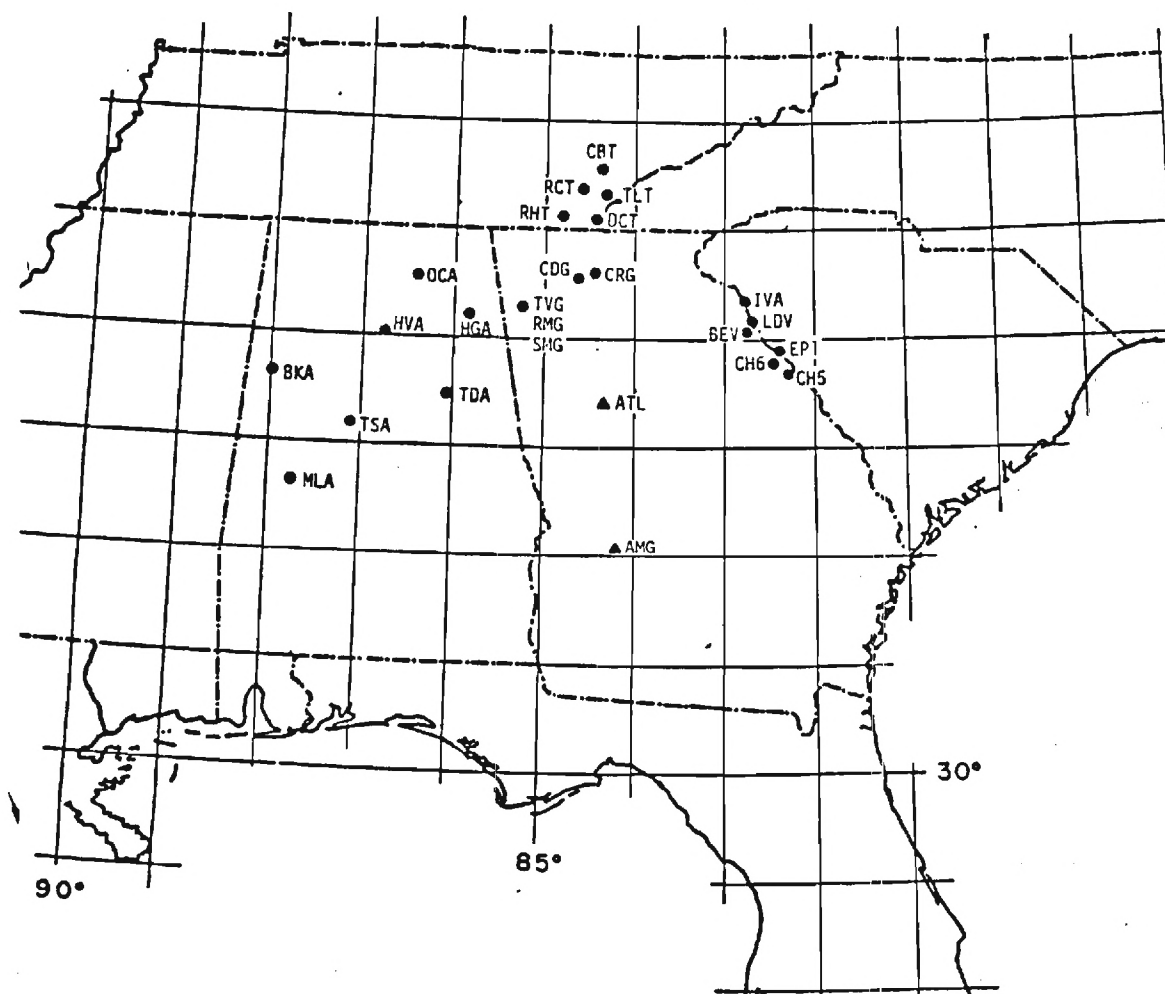 CBT
RCT
TLT
RHT
OCT
OCA
CDG
CRG
TVG
RMG
SMG
HGA
HVA
IVA
LDV
BEV
EPT
CH6
CH5
BKA
TDA
ATL
TSA
MLA
AMG
30°
85°
90°